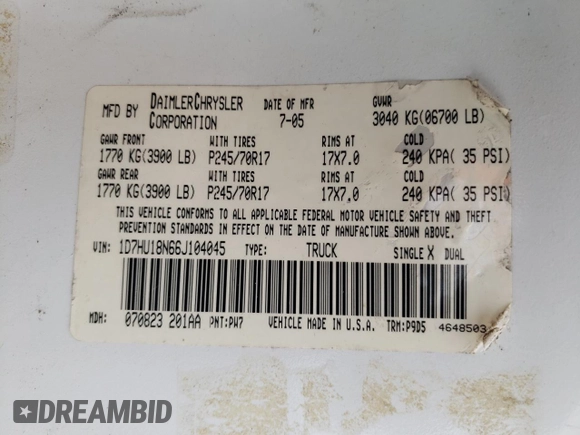 MFD BY DAIMLERCHRYSLER CORPORATION DATE OF MFR 7-05 GVWR 3040 KG(06700 LB)
GAWR FRONT WITH TIRES RIMS AT COLD
1770 KG(3900 LB) P245/70R17 17X7.0 240 KPA( 35 PSI)
GAWR REAR WITH TIRES RIMS AT COLD
1770 KG(3900 LB) P245/70R17 17X7.0 240 KPA( 35 PSI)
THIS VEHICLE CONFORMS TO ALL APPLICABLE FEDERAL MOTOR VEHICLE SAFETY AND THEFT
PREVENTION STANDARDS IN EFFECT ON THE DATE OF MANUFACTURE SHOWN ABOVE.
VIN: 1D7HU18N66J104045 TYPE: TRUCK SINGLE X DUAL
MDH: 070823 201AA PNT:PW7 VEHICLE MADE IN U.S.A. TRM:P9D5 4648503
DREAMBID